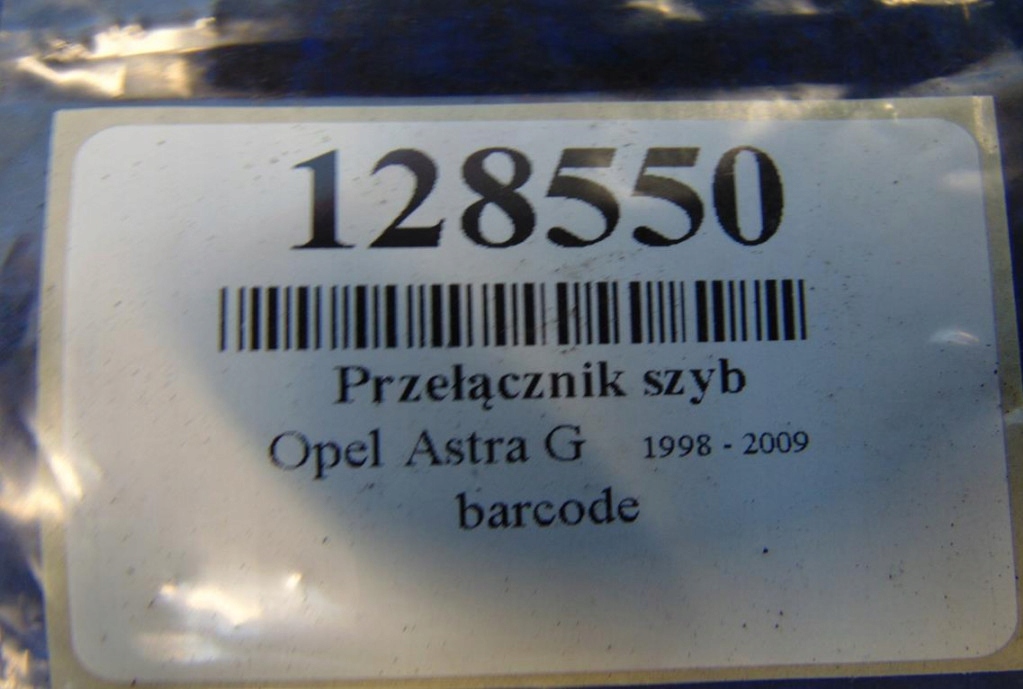 128550
Przełącznik szyb
Opel Astra G 1998 - 2009
barcode